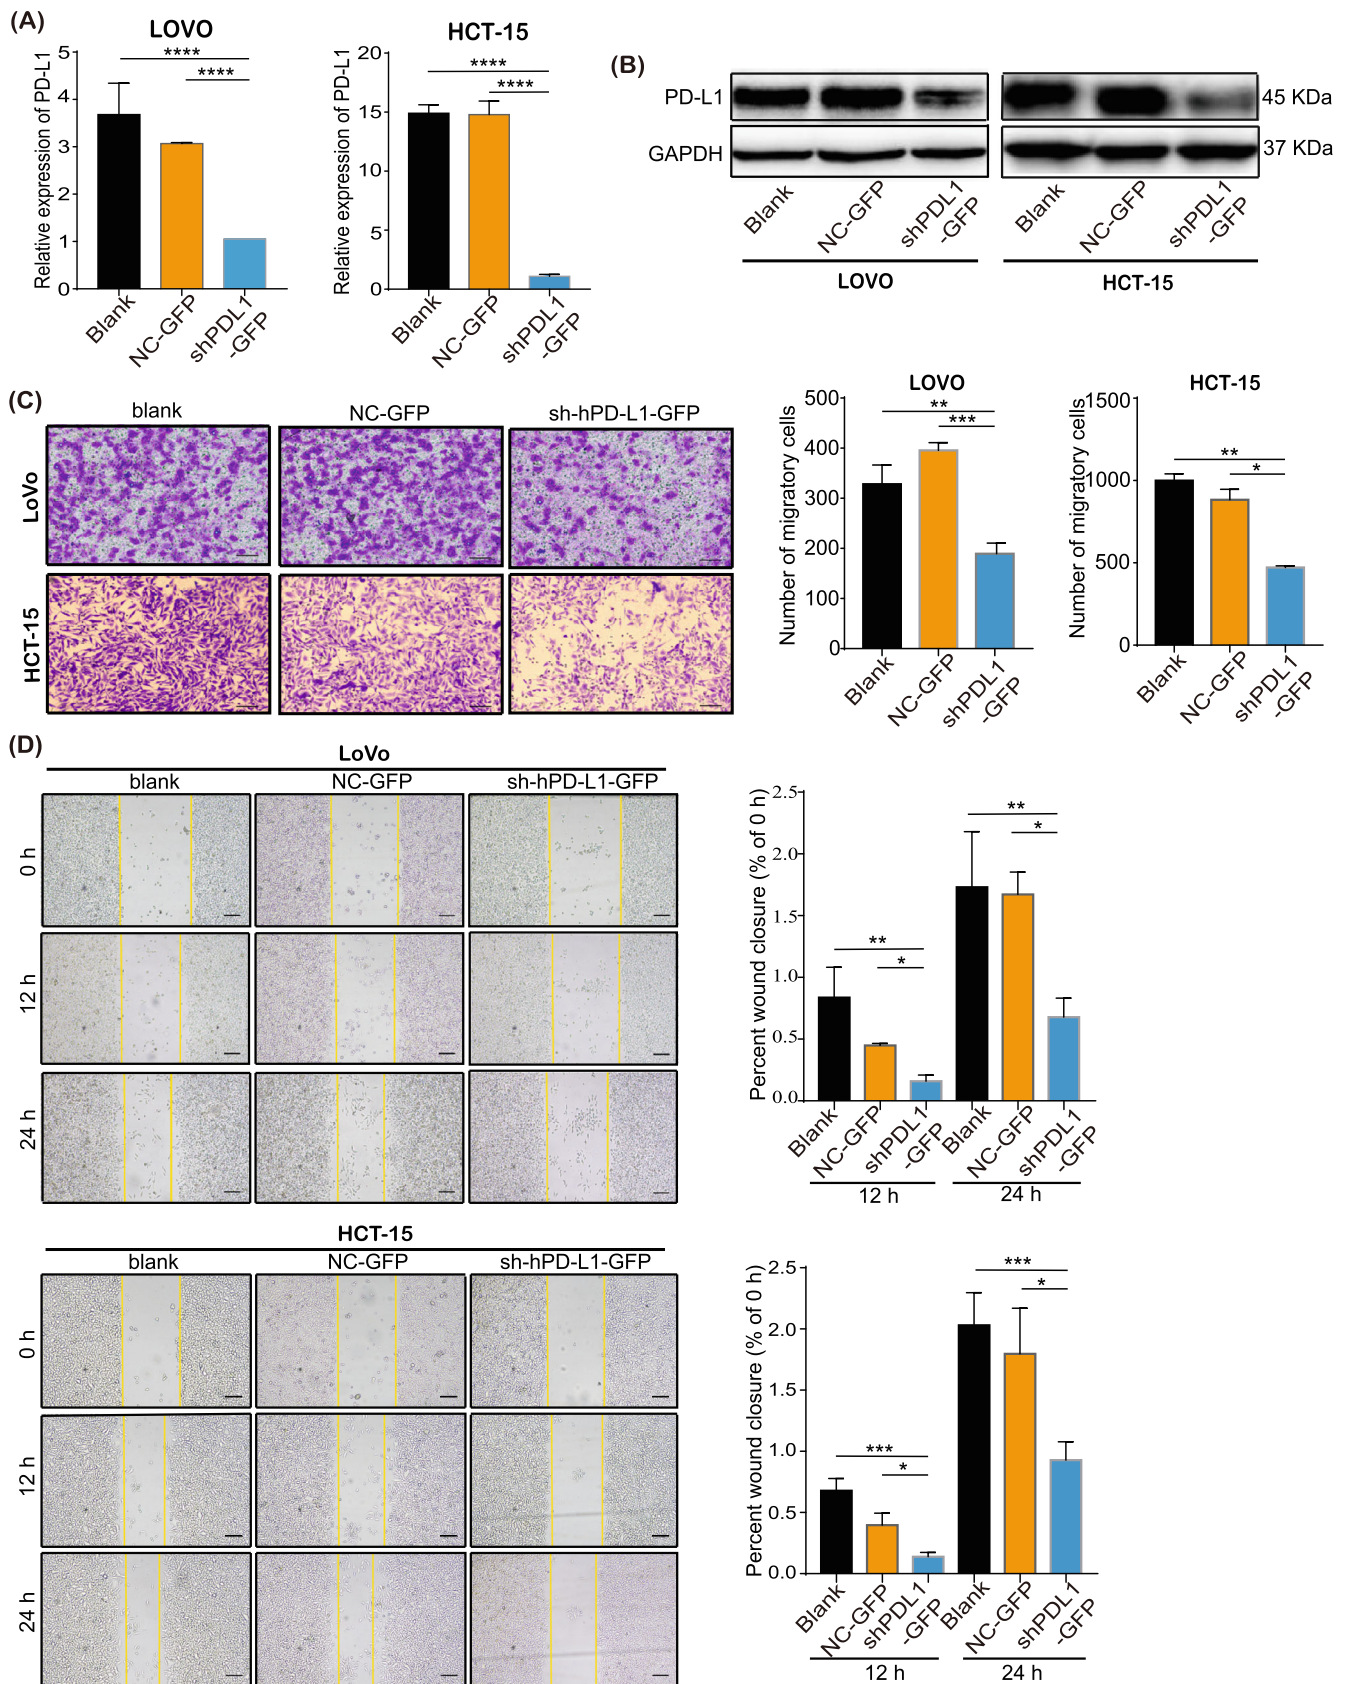 (A)
LOVO
Relative expression of PD-L1
5
4
3
2
1
0
****
****
Blank
NC-GFP
shPDL1
-GFP
HCT-15
Relative expression of PD-L1
20
15
10
5
0
****
****
Blank
NC-GFP
shPDL1
-GFP
(B)
PD-L1
45 KDa
GAPDH
37 KDa
Blank
NC-GFP
shPDL1
-GFP
Blank
NC-GFP
shPDL1
-GFP
LOVO
HCT-15
(C)
blank
NC-GFP
sh-hPD-L1-GFP
LoVo
HCT-15
LOVO
Number of migratory cells
500
400
300
200
100
0
**
***
Blank
NC-GFP
shPDL1
-GFP
HCT-15
Number of migratory cells
1500
1000
500
0
**
*
Blank
NC-GFP
shPDL1
-GFP
(D)
LoVo
blank
NC-GFP
sh-hPD-L1-GFP
0 h
12 h
24 h
Percent wound closure (% of 0 h)
2.5
2.0
1.5
1.0
0.5
0.0
**
*
**
*
Blank
NC-GFP
shPDL1
-GFP
Blank
NC-GFP
shPDL1
-GFP
12 h
24 h
HCT-15
blank
NC-GFP
sh-hPD-L1-GFP
0 h
12 h
24 h
Percent wound closure (% of 0 h)
2.5
2.0
1.5
1.0
0.5
0.0
***
*
***
*
Blank
NC-GFP
shPDL1
-GFP
Blank
NC-GFP
shPDL1
-GFP
12 h
24 h